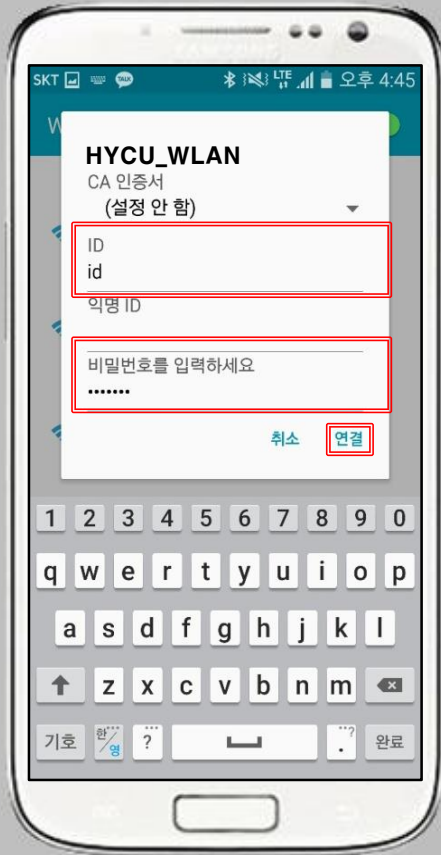 SKT TALK LTE 오후 4:45
W
HYCU_WLAN
CA 인증서
(설정 안 함)
ID
id
익명 ID
비밀번호를 입력하세요
•••••••
취소 연결
1 2 3 4 5 6 7 8 9 0
q w e r t y u i o p
a s d f g h j k l
z x c v b n m
기호 한/영 ? . 완료